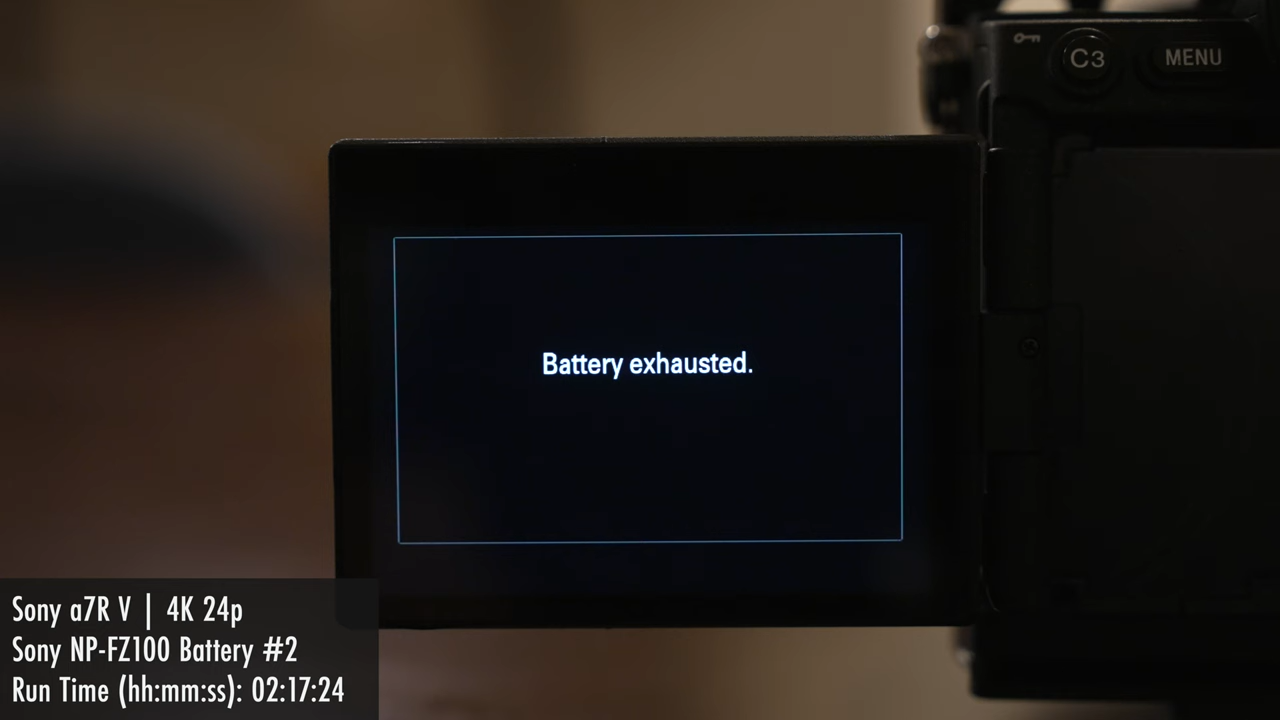 C3
MENU
Battery exhausted.
Sony a7R V | 4K 24p
Sony NP-FZ100 Battery #2
Run Time (hh:mm:ss): 02:17:24